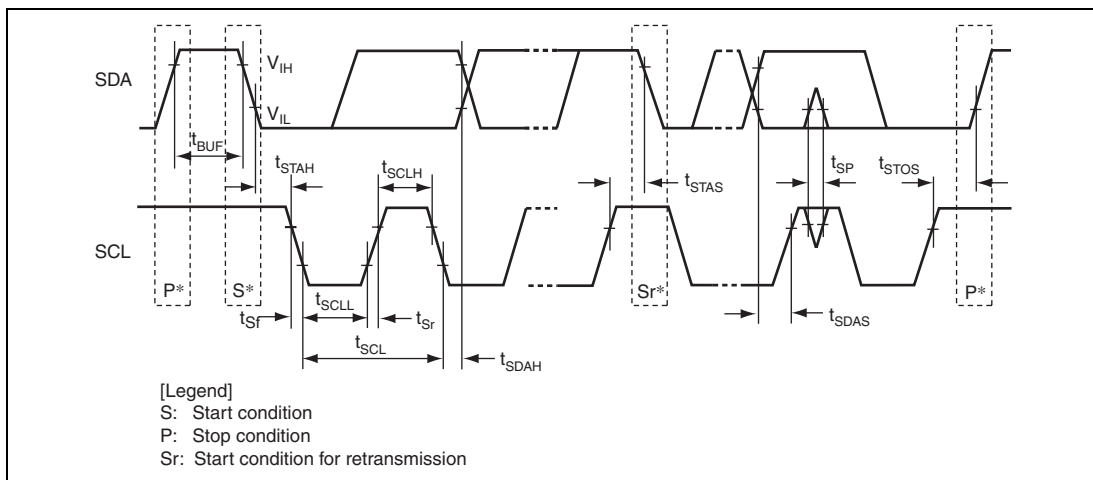 SDA
V_IH
V_IL
t_BUF
t_STAH
t_SCLH
t_STAS
t_SP
t_STOS
SCL
P*
S*
Sr*
P*
t_Sf
t_SCLL
t_Sr
t_SCL
t_SDAH
t_SDAS
[Legend]
S: Start condition
P: Stop condition
Sr: Start condition for retransmission